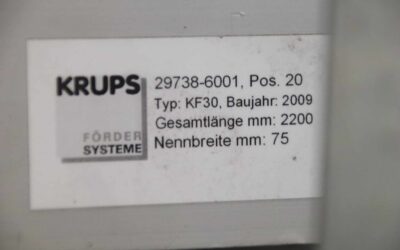 KRUPS
FÖRDER
SYSTEME
29738-6001, Pos. 20
Typ: KF30, Baujahr: 2009
Gesamtlänge mm: 2200
Nennbreite mm: 75